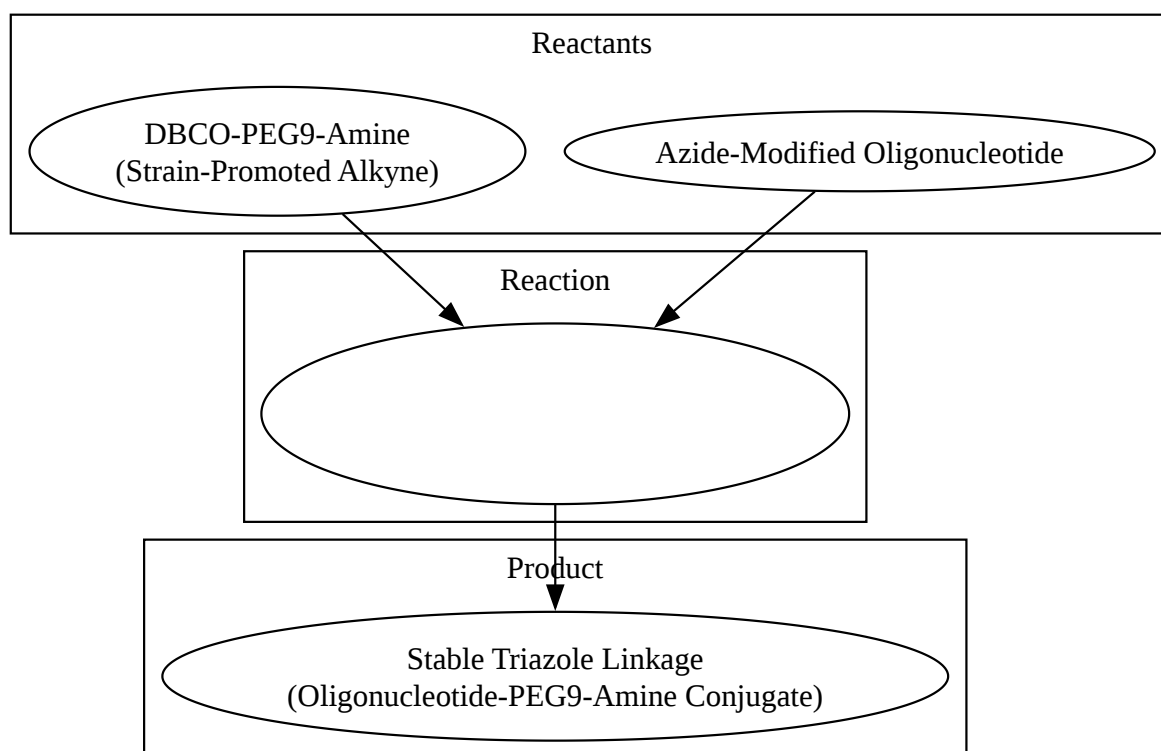 Reactants
DBCO-PEG9-Amine
(Strain-Promoted Alkyne)
Azide-Modified Oligonucleotide
Reaction
Product
Stable Triazole Linkage
(Oligonucleotide-PEG9-Amine Conjugate)